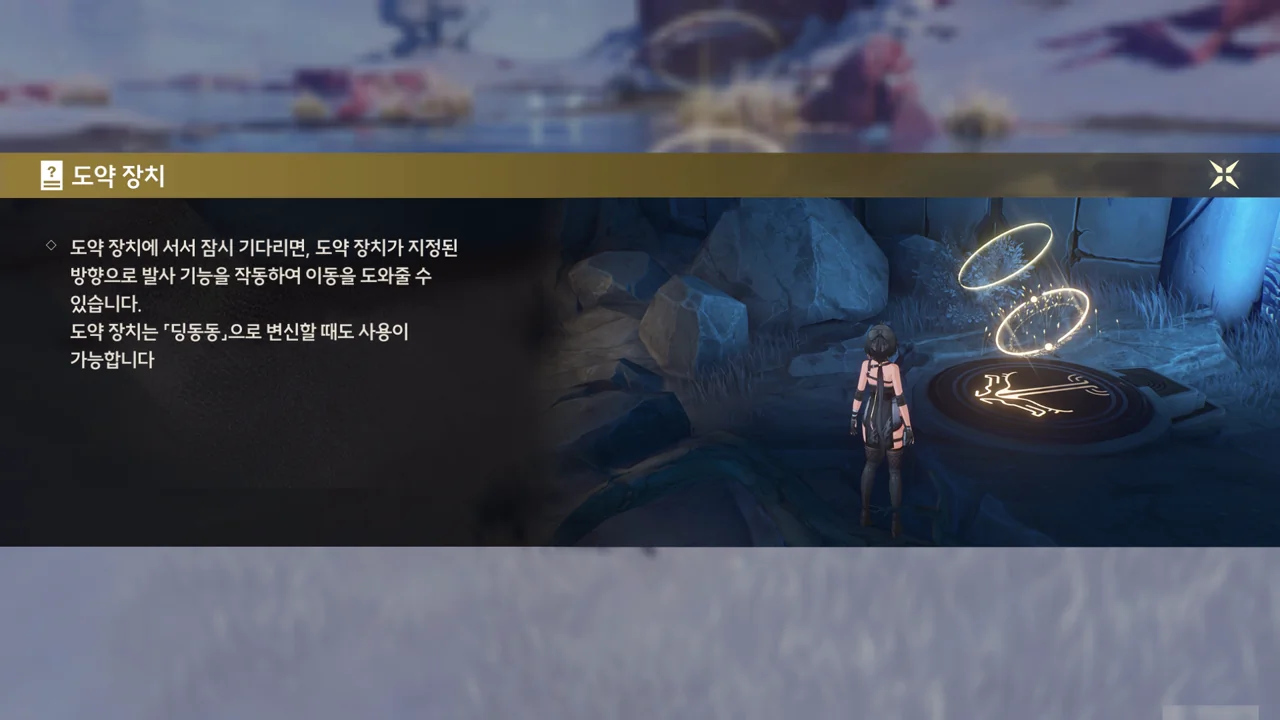 도약 장치
도약 장치에 서서 잠시 기다리면, 도약 장치가 지정된
방향으로 발사 기능을 작동하여 이동을 도와줄 수
있습니다.
도약 장치는 「딩동동」으로 변신할 때도 사용이
가능합니다